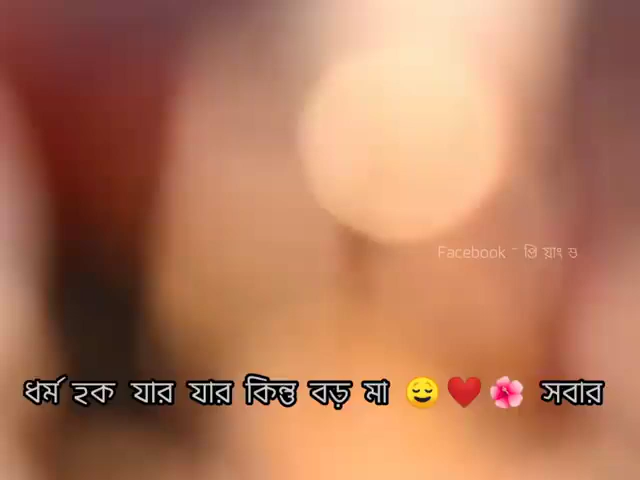 Facebook ~ প্রিয়াংশু
ধর্ম হক যার যার কিন্তু বড় মা 😌❤️🌺 সবার